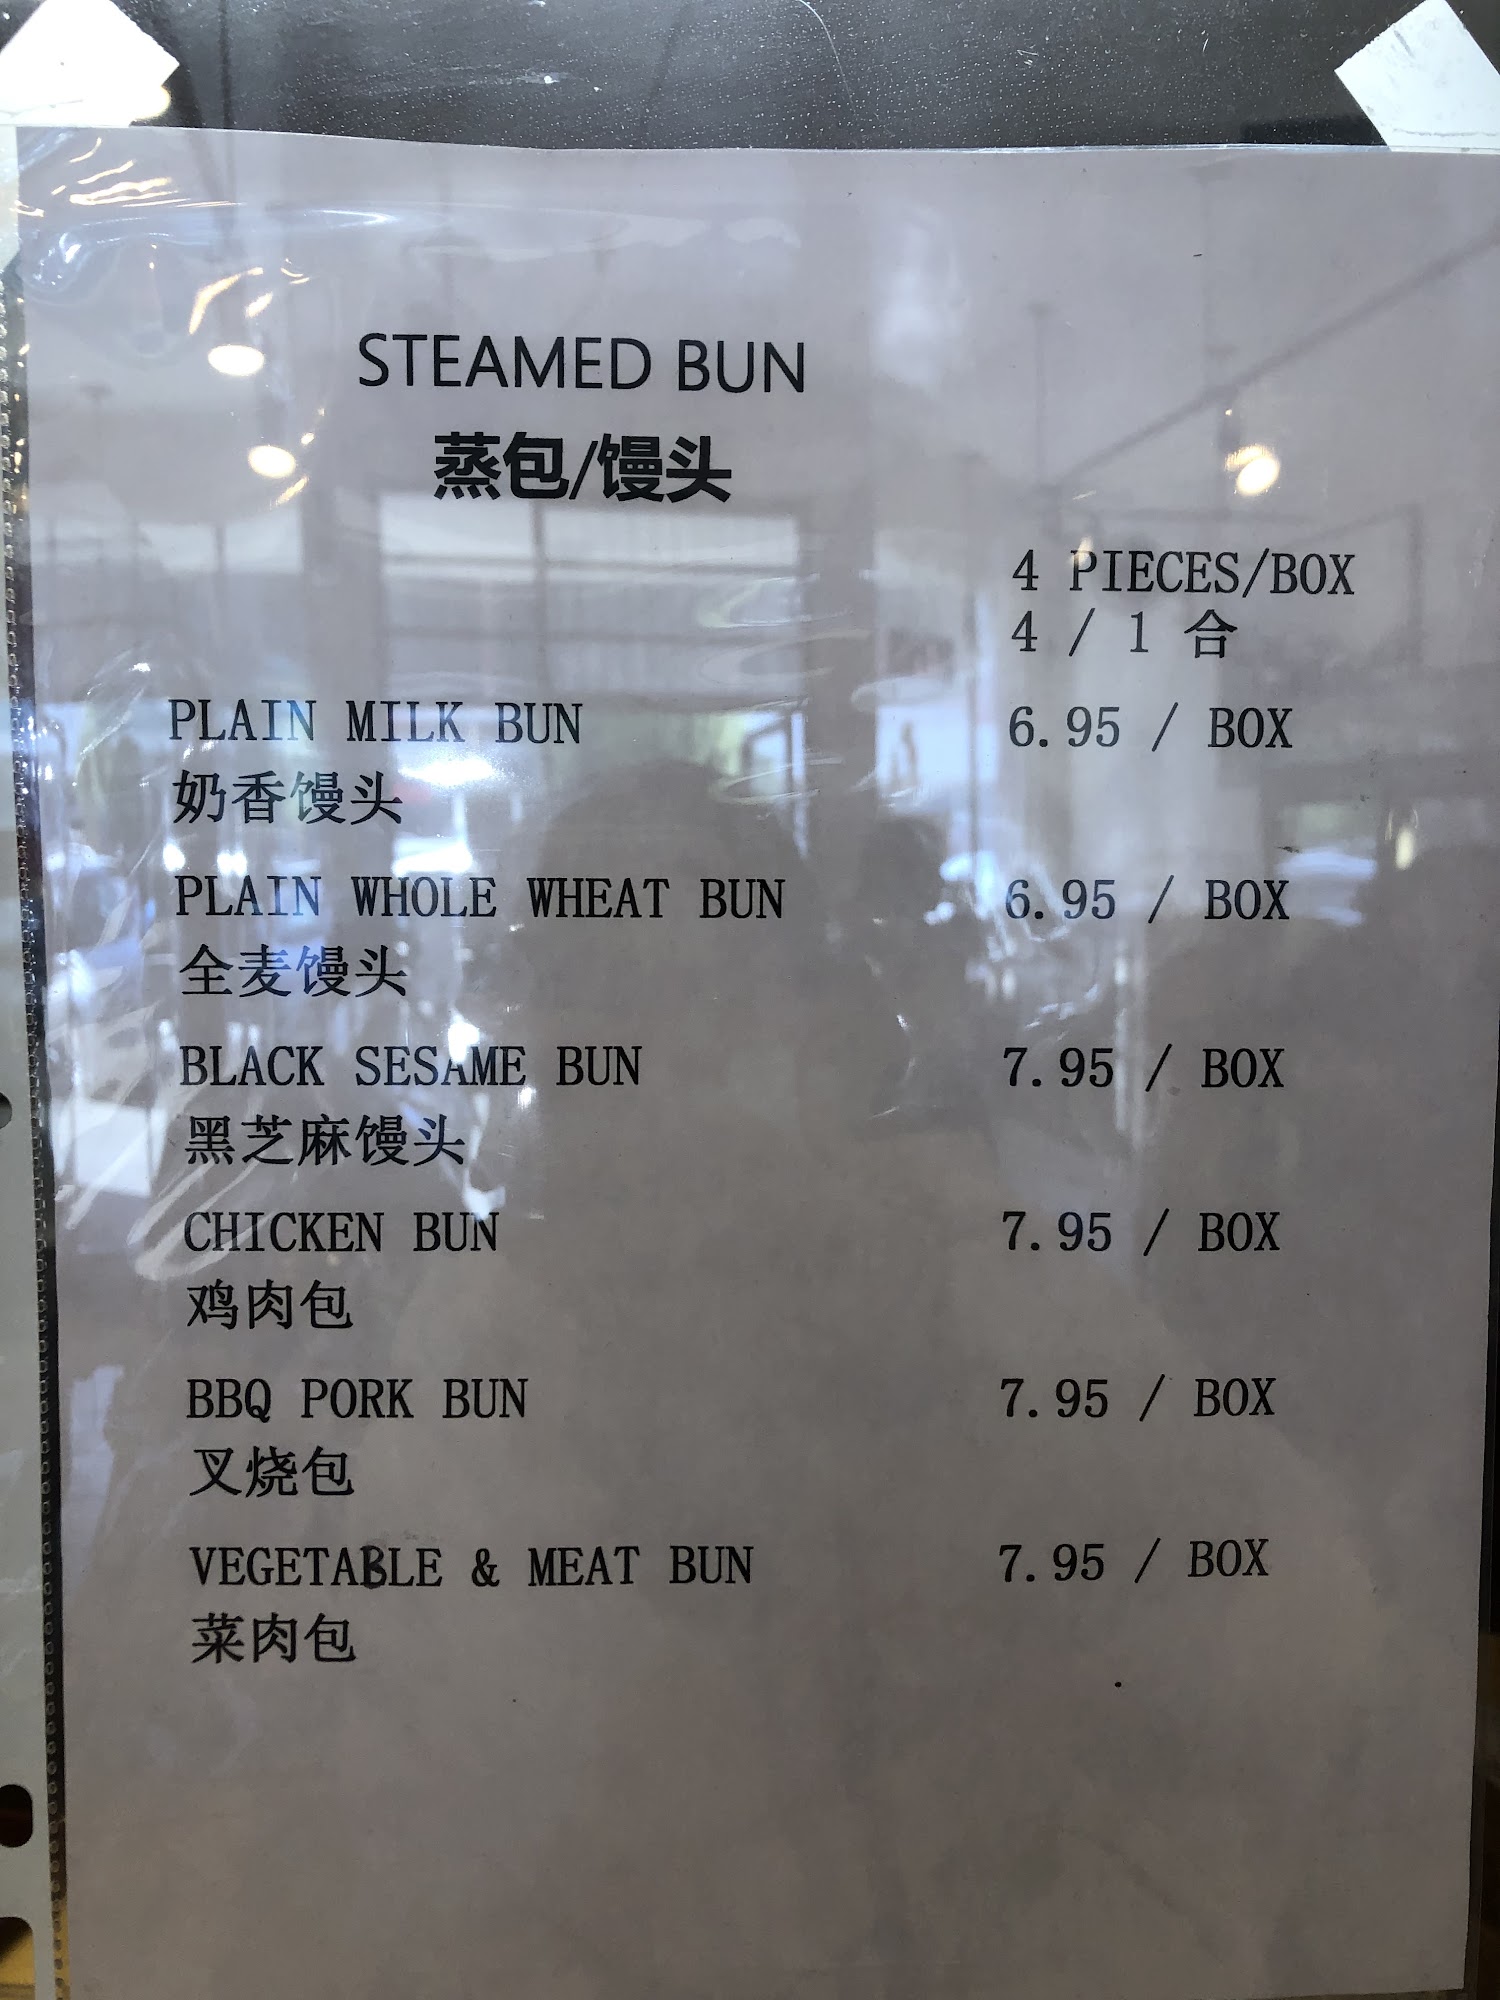 STEAMED BUN
蒸包/馒头
4 PIECES/BOX
4 / 1 合
PLAIN MILK BUN 6.95 / BOX
奶香馒头
PLAIN WHOLE WHEAT BUN 6.95 / BOX
全麦馒头
BLACK SESAME BUN 7.95 / BOX
黑芝麻馒头
CHICKEN BUN 7.95 / BOX
鸡肉包
BBQ PORK BUN 7.95 / BOX
叉烧包
VEGETABLE & MEAT BUN 7.95 / BOX
菜肉包